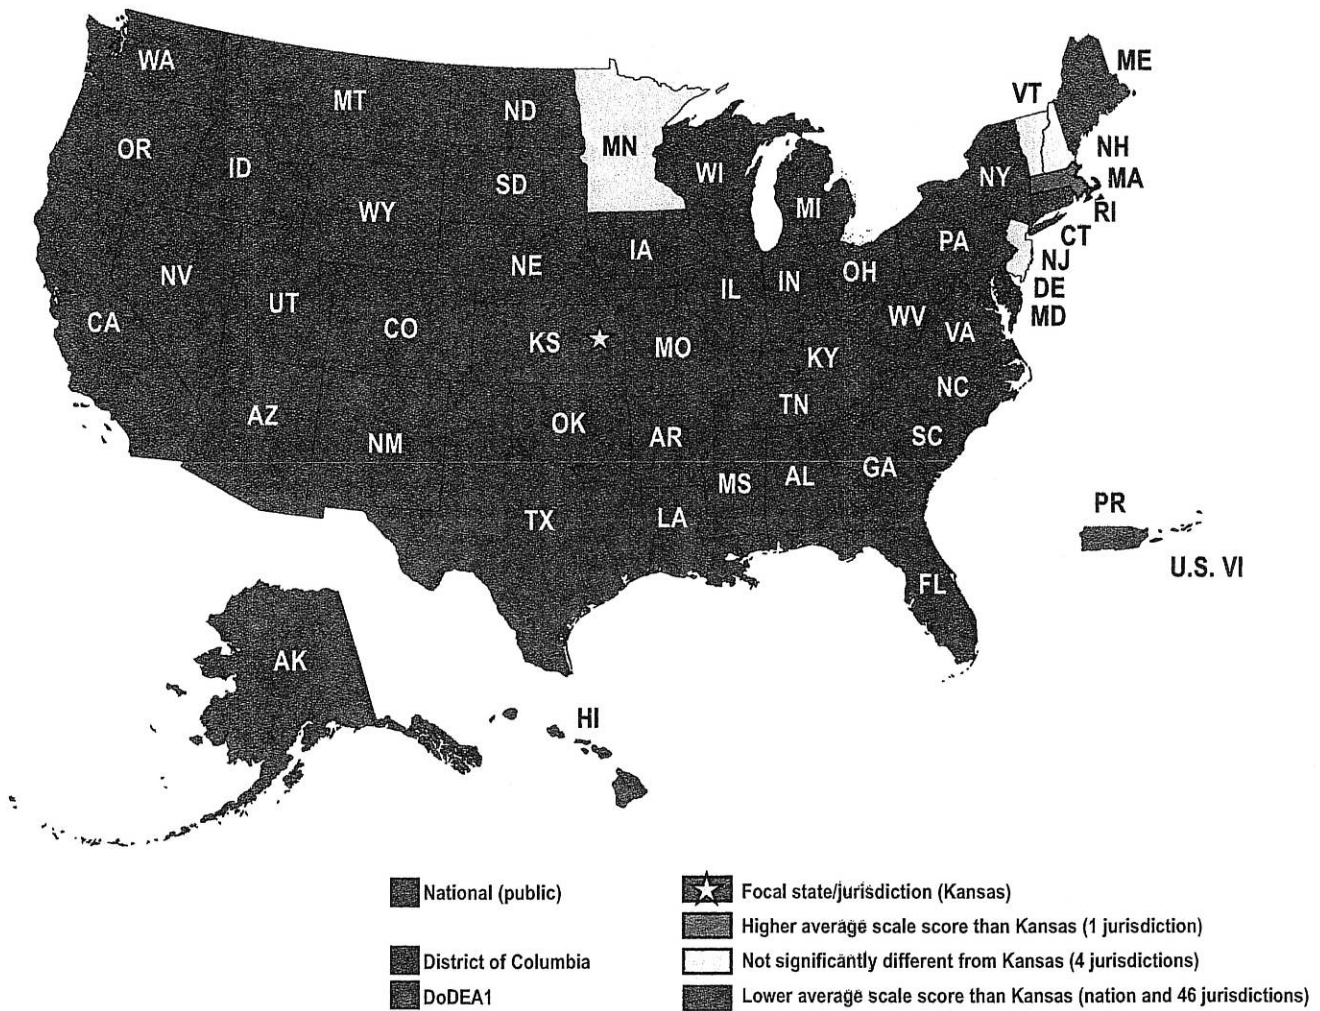 WA
ME
MT
ND
VT
OR
MN
ID
NH
WI
NY
MA
SD
MI
WY
RI
PA
CT
IA
NE
NJ
NV
OH
IN
IL
DE
UT
WV
MD
CA
CO
VA
KS
MO
KY
NC
TN
AZ
OK
NM
AR
SC
GA
MS
AL
PR
TX
LA
U.S. VI
FL
AK
HI
National (public)
District of Columbia
DoDEA1
Focal state/jurisdiction (Kansas)
Higher average scale score than Kansas (1 jurisdiction)
Not significantly different from Kansas (4 jurisdictions)
Lower average scale score than Kansas (nation and 46 jurisdictions)